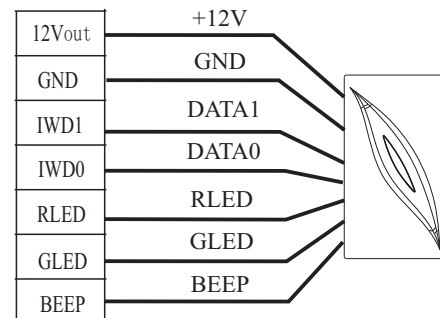 12Vout +12V
GND GND
IWD1 DATA1
IWD0 DATA0
RLED RLED
GLED GLED
BEEP BEEP